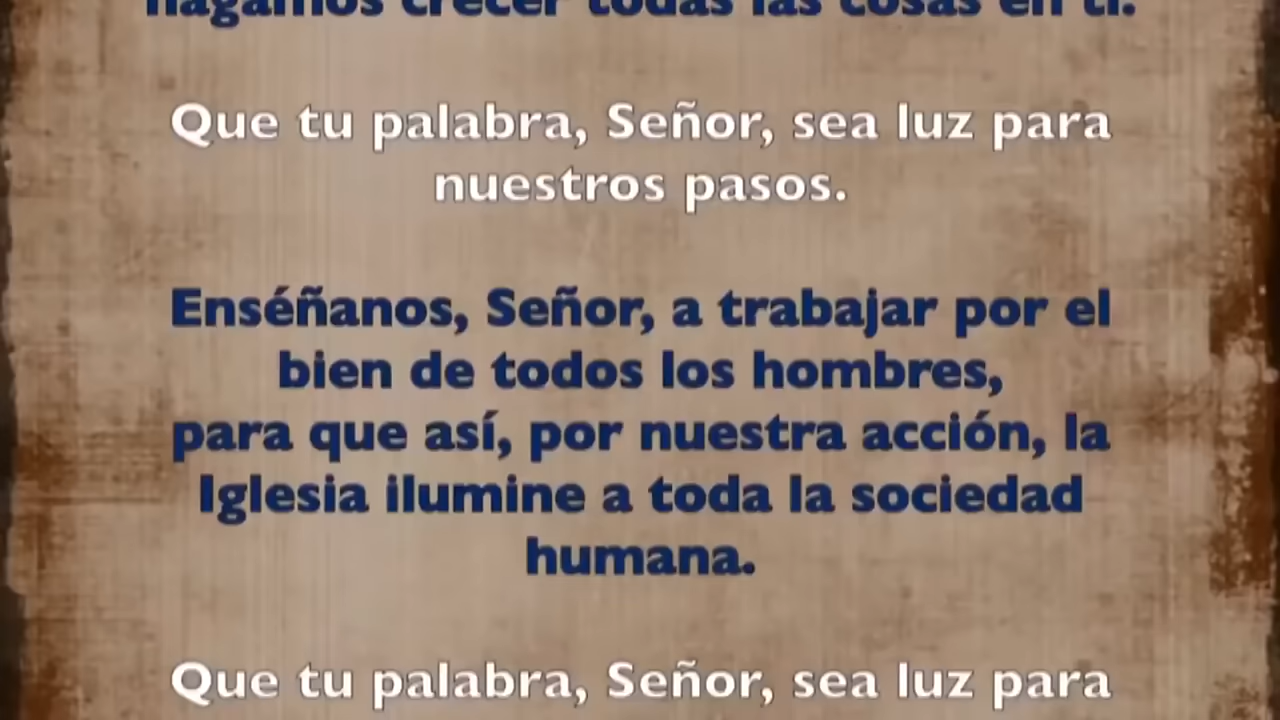 hagamos crecer todas las cosas en ti.
Que tu palabra, Señor, sea luz para
nuestros pasos.
Enséñanos, Señor, a trabajar por el
bien de todos los hombres,
para que así, por nuestra acción, la
Iglesia ilumine a toda la sociedad
humana.
Que tu palabra, Señor, sea luz para